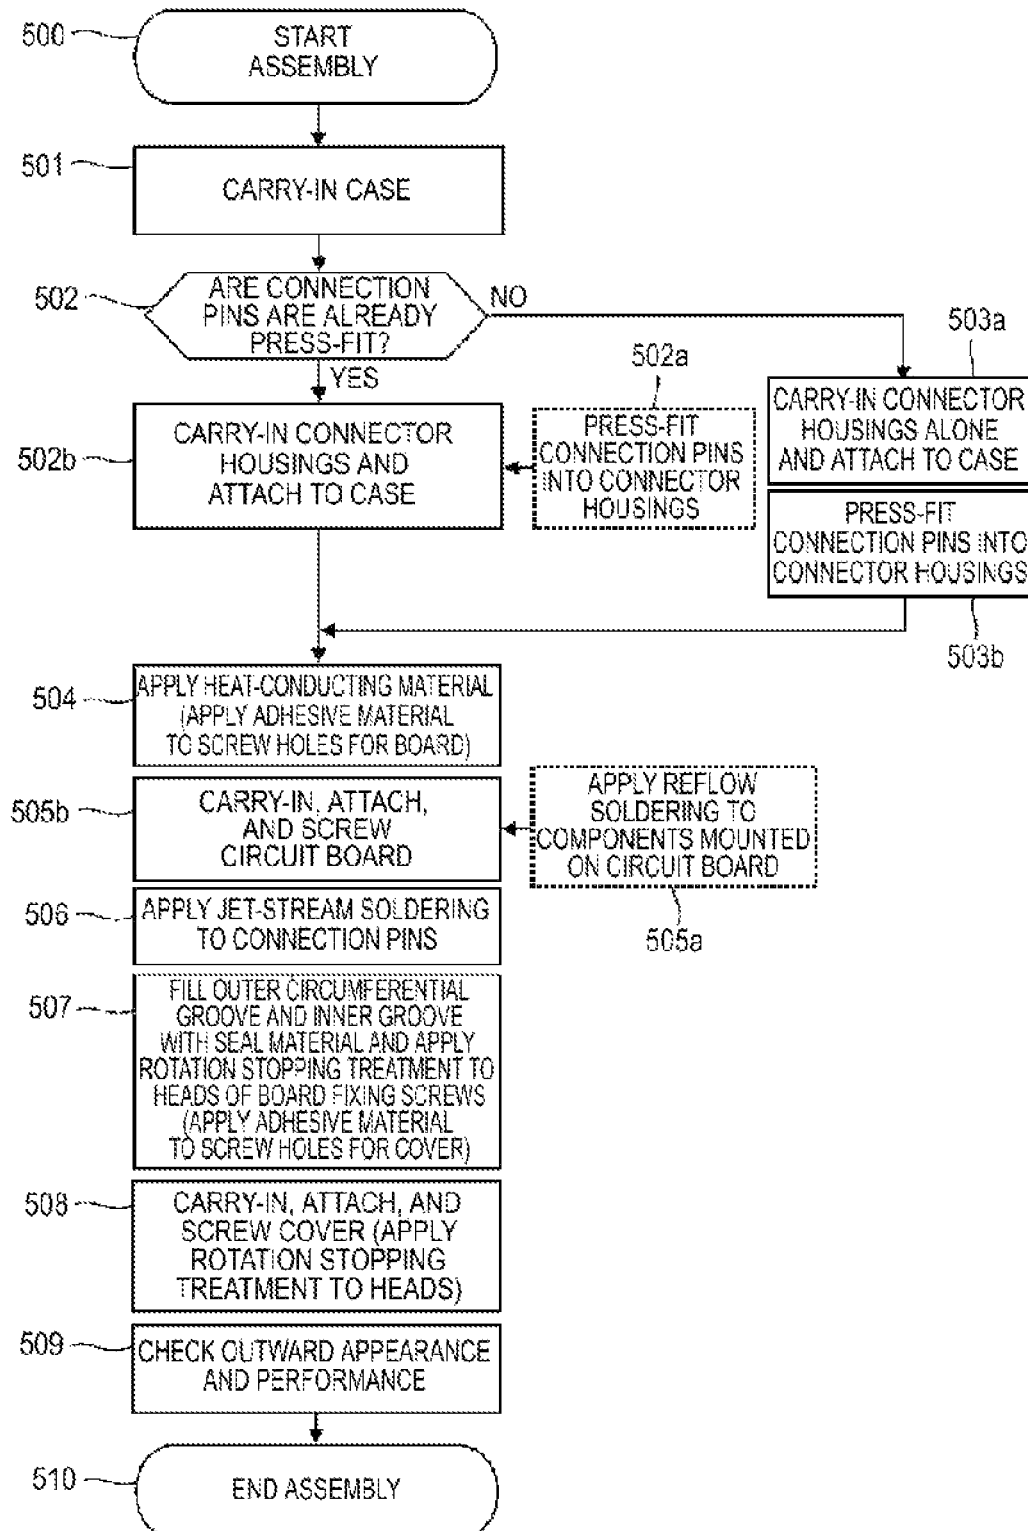 500
START
ASSEMBLY
501
CARRY-IN CASE
502
ARE CONNECTION
PINS ARE ALREADY
PRESS-FIT?
NO
YES
503a
CARRY-IN CONNECTOR
HOUSINGS ALONE
AND ATTACH TO CASE
502a
PRESS-FIT
CONNECTION PINS
INTO CONNECTOR
HOUSINGS
502b
CARRY-IN CONNECTOR
HOUSINGS AND
ATTACH TO CASE
PRESS-FIT
CONNECTION PINS INTO
CONNECTOR HOUSINGS
503b
504
APPLY HEAT-CONDUCTING MATERIAL
(APPLY ADHESIVE MATERIAL
TO SCREW HOLES FOR BOARD)
505b
CARRY-IN, ATTACH,
AND SCREW
CIRCUIT BOARD
APPLY REFLOW
SOLDERING TO
COMPONENTS MOUNTED
ON CIRCUIT BOARD
505a
506
APPLY JET-STREAM SOLDERING
TO CONNECTION PINS
507
FILL OUTER CIRCUMFERENTIAL
GROOVE AND INNER GROOVE
WITH SEAL MATERIAL AND APPLY
ROTATION STOPPING TREATMENT TO
HEADS OF BOARD FIXING SCREWS
(APPLY ADHESIVE MATERIAL
TO SCREW HOLES FOR COVER)
508
CARRY-IN, ATTACH, AND
SCREW COVER (APPLY
ROTATION STOPPING
TREATMENT TO HEADS)
509
CHECK OUTWARD APPEARANCE
AND PERFORMANCE
510
END ASSEMBLY